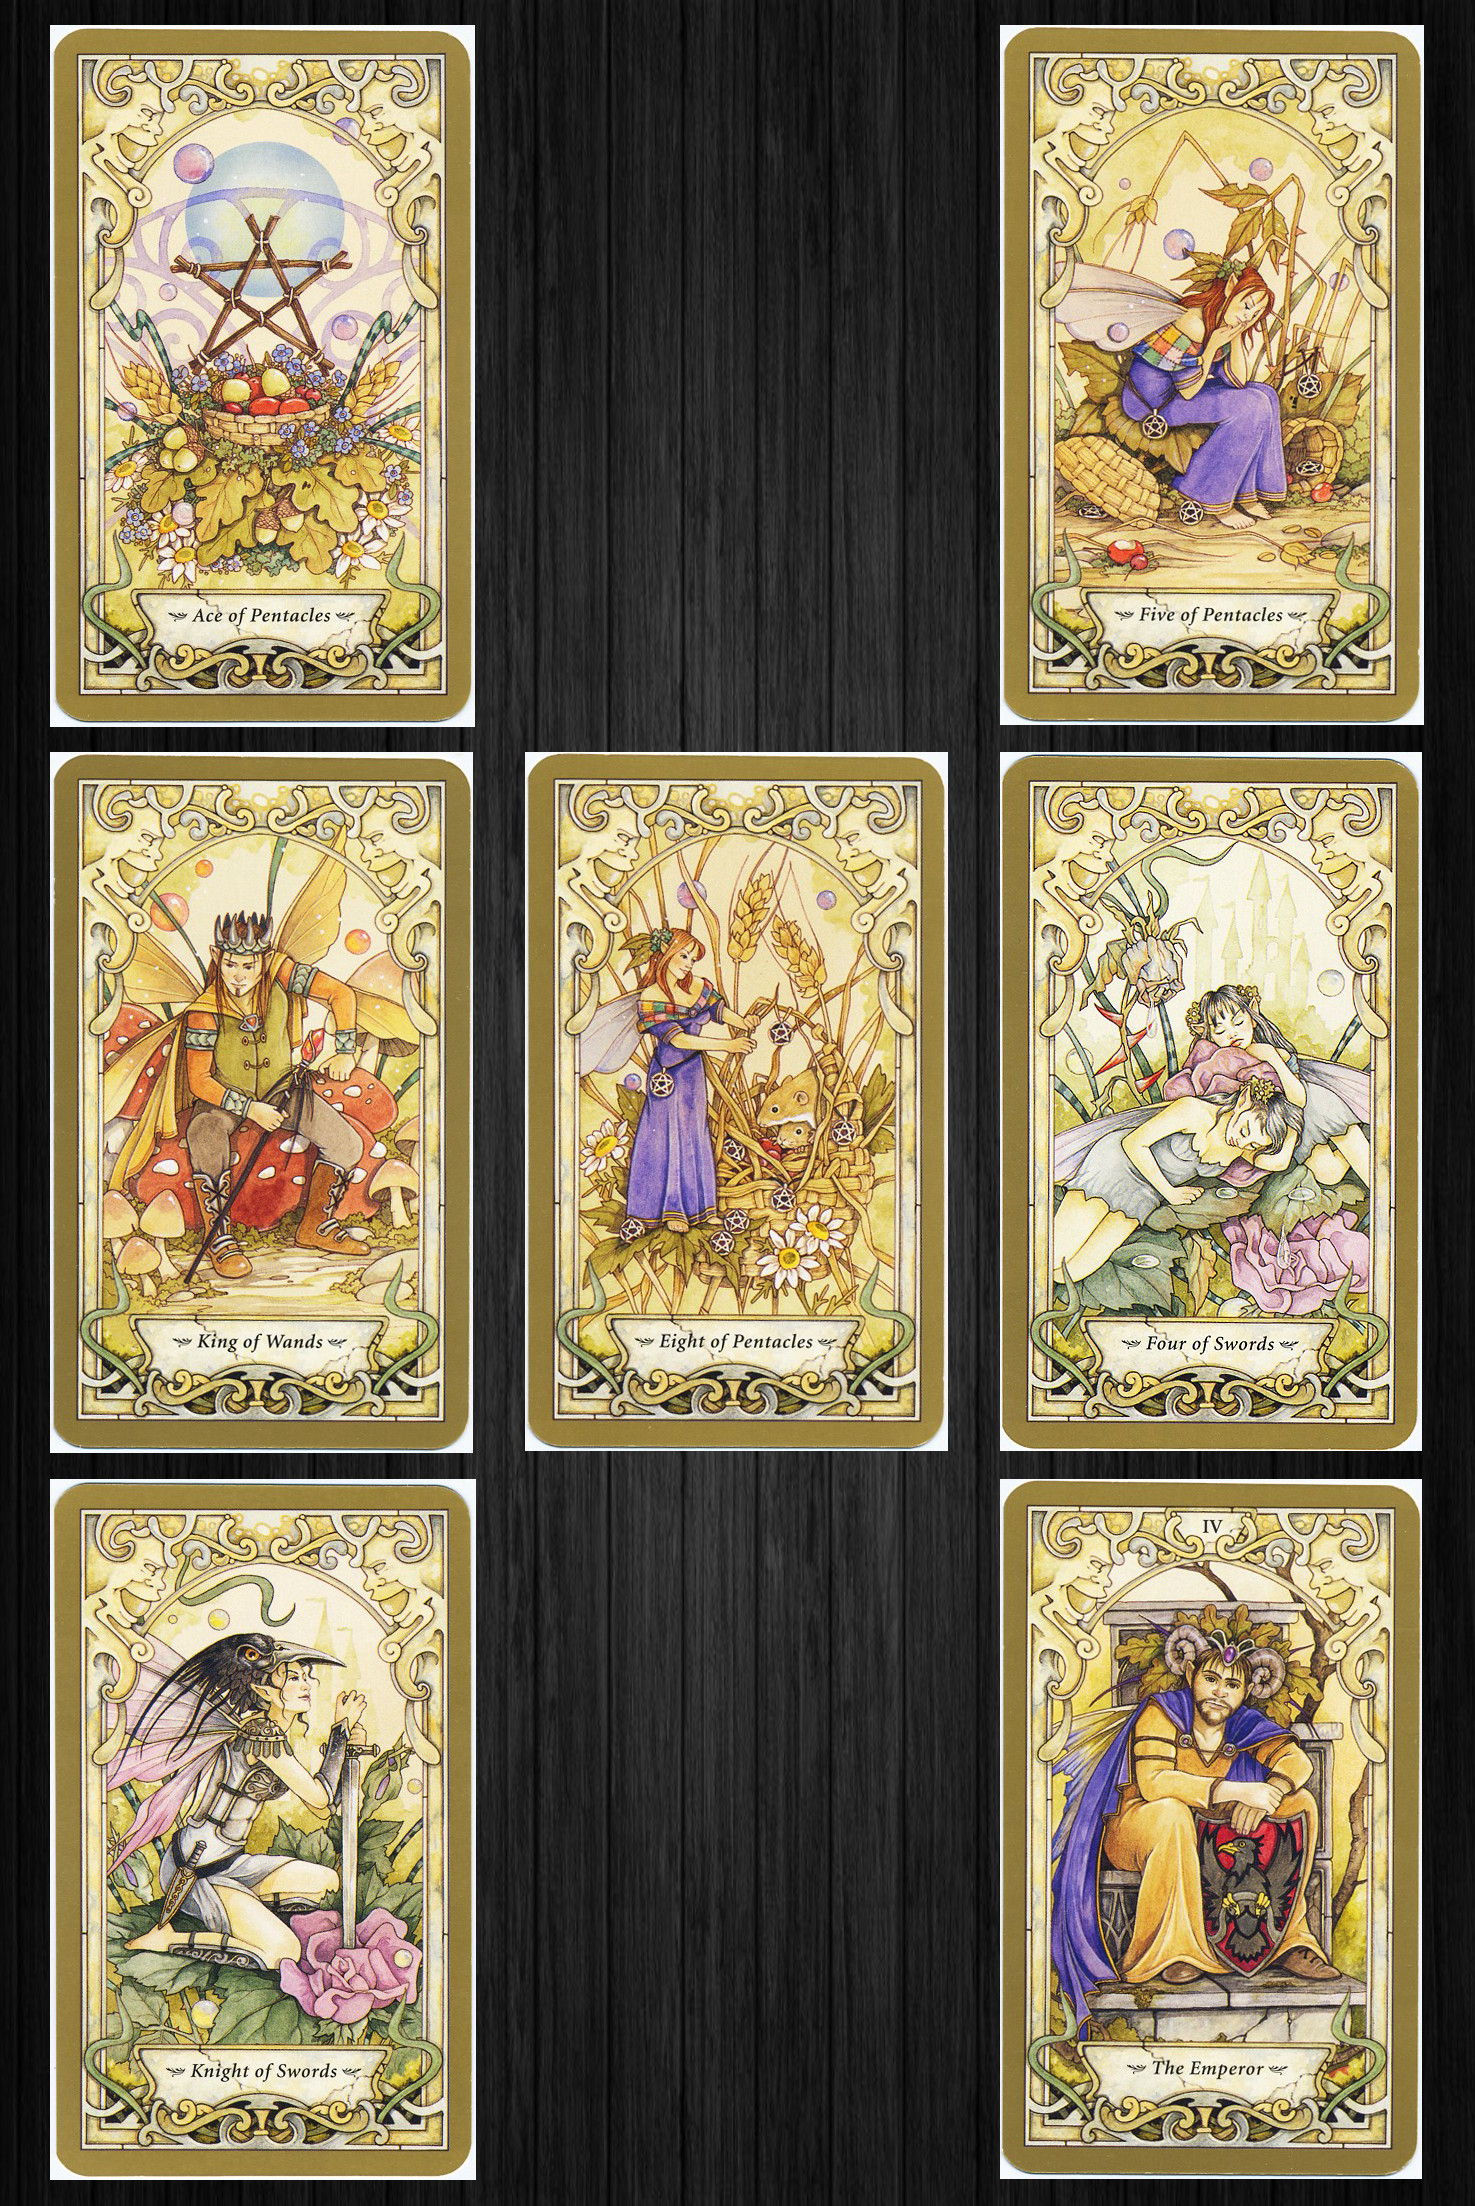 Ace of Pentacles
Five of Pentacles
King of Wands
Eight of Pentacles
Four of Swords
Knight of Swords
IV
The Emperor